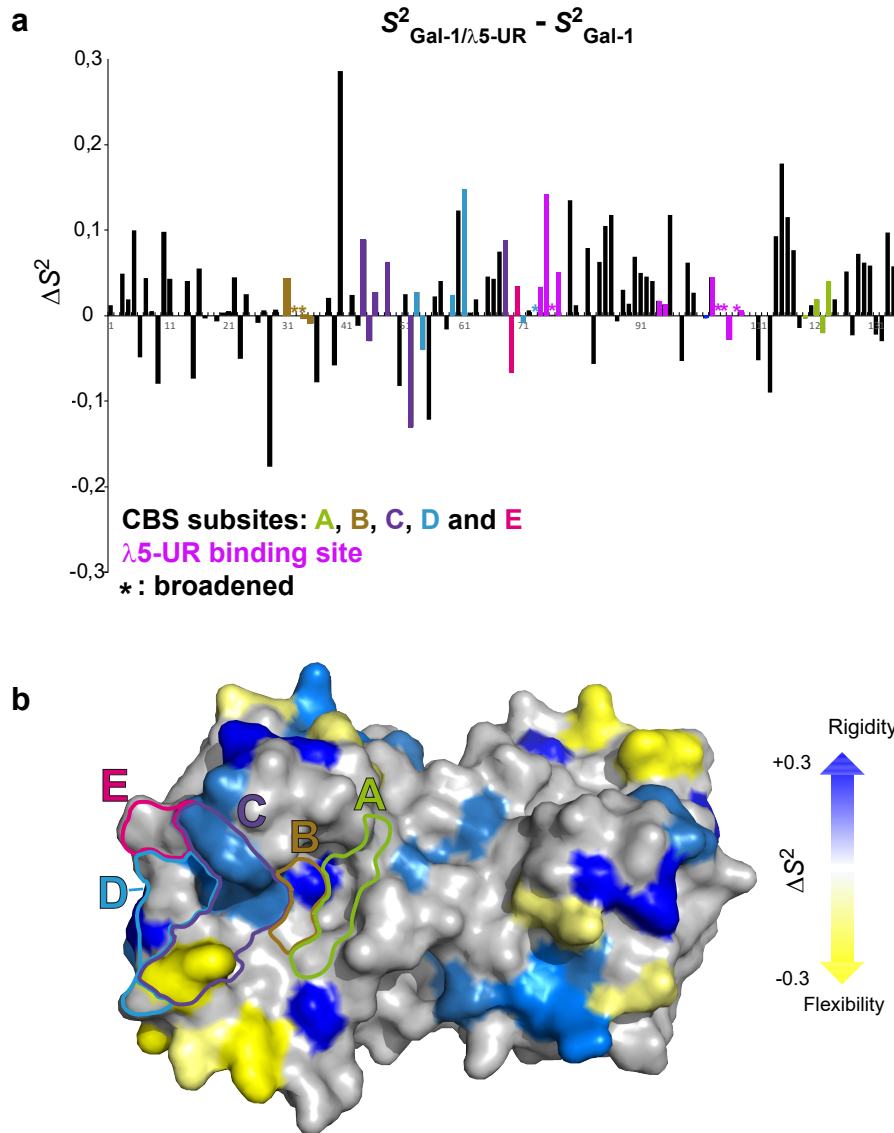 a
S²Gal-1/λ5-UR - S²Gal-1
0,3
0,2
0,1
0
-0,1
-0,2
-0,3
ΔS²
1 11 21 31 41 51 61 71 91 111
* * * * * * * *
CBS subsites: A, B, C, D and E
λ5-UR binding site
*: broadened
b
E
C
A
B
D
Rigidity
+0.3
ΔS²
-0.3
Flexibility